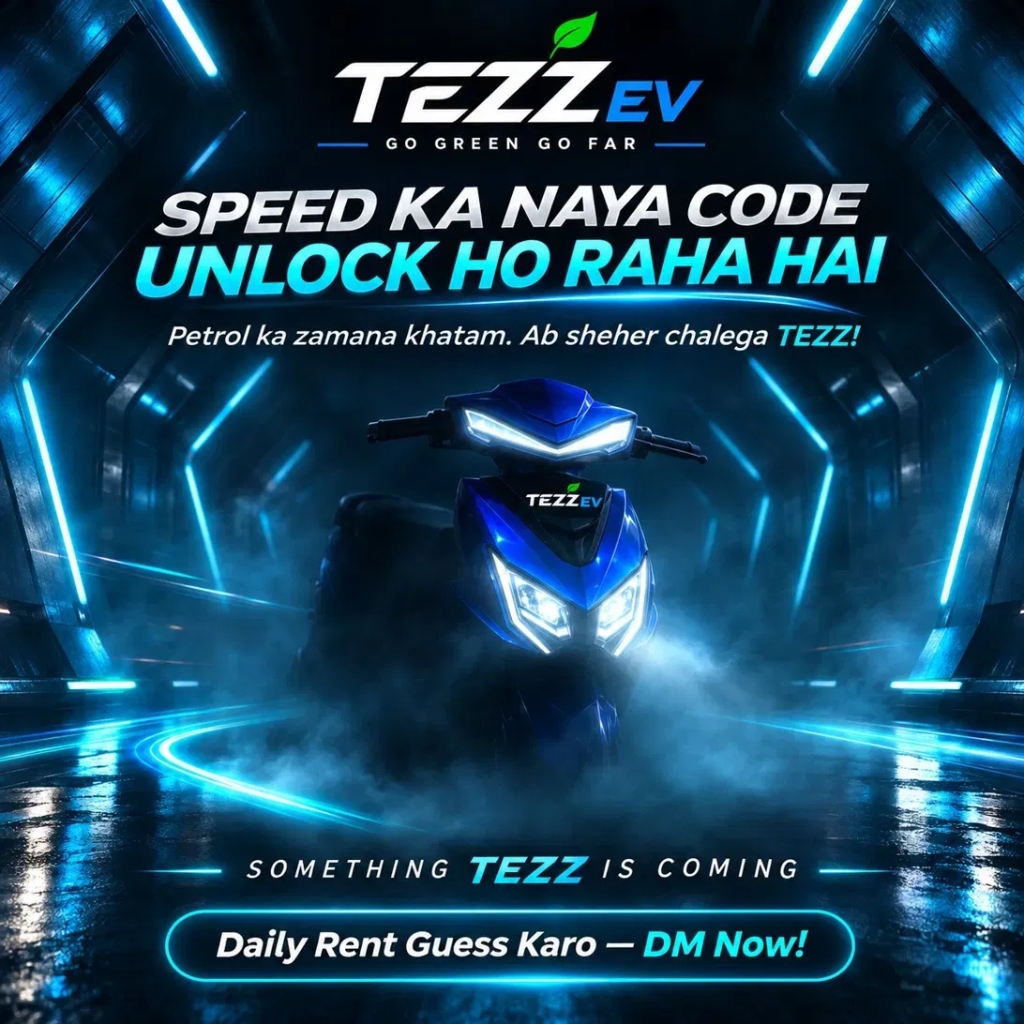 TEZZ EV
GO GREEN GO FAR
SPEED KA NAYA CODE
UNLOCK HO RAHA HAI
Petrol ka zamana khatam. Ab sheher chalega TEZZ!
TEZZ EV
SOMETHING TEZZ IS COMING
Daily Rent Guess Karo — DM Now!